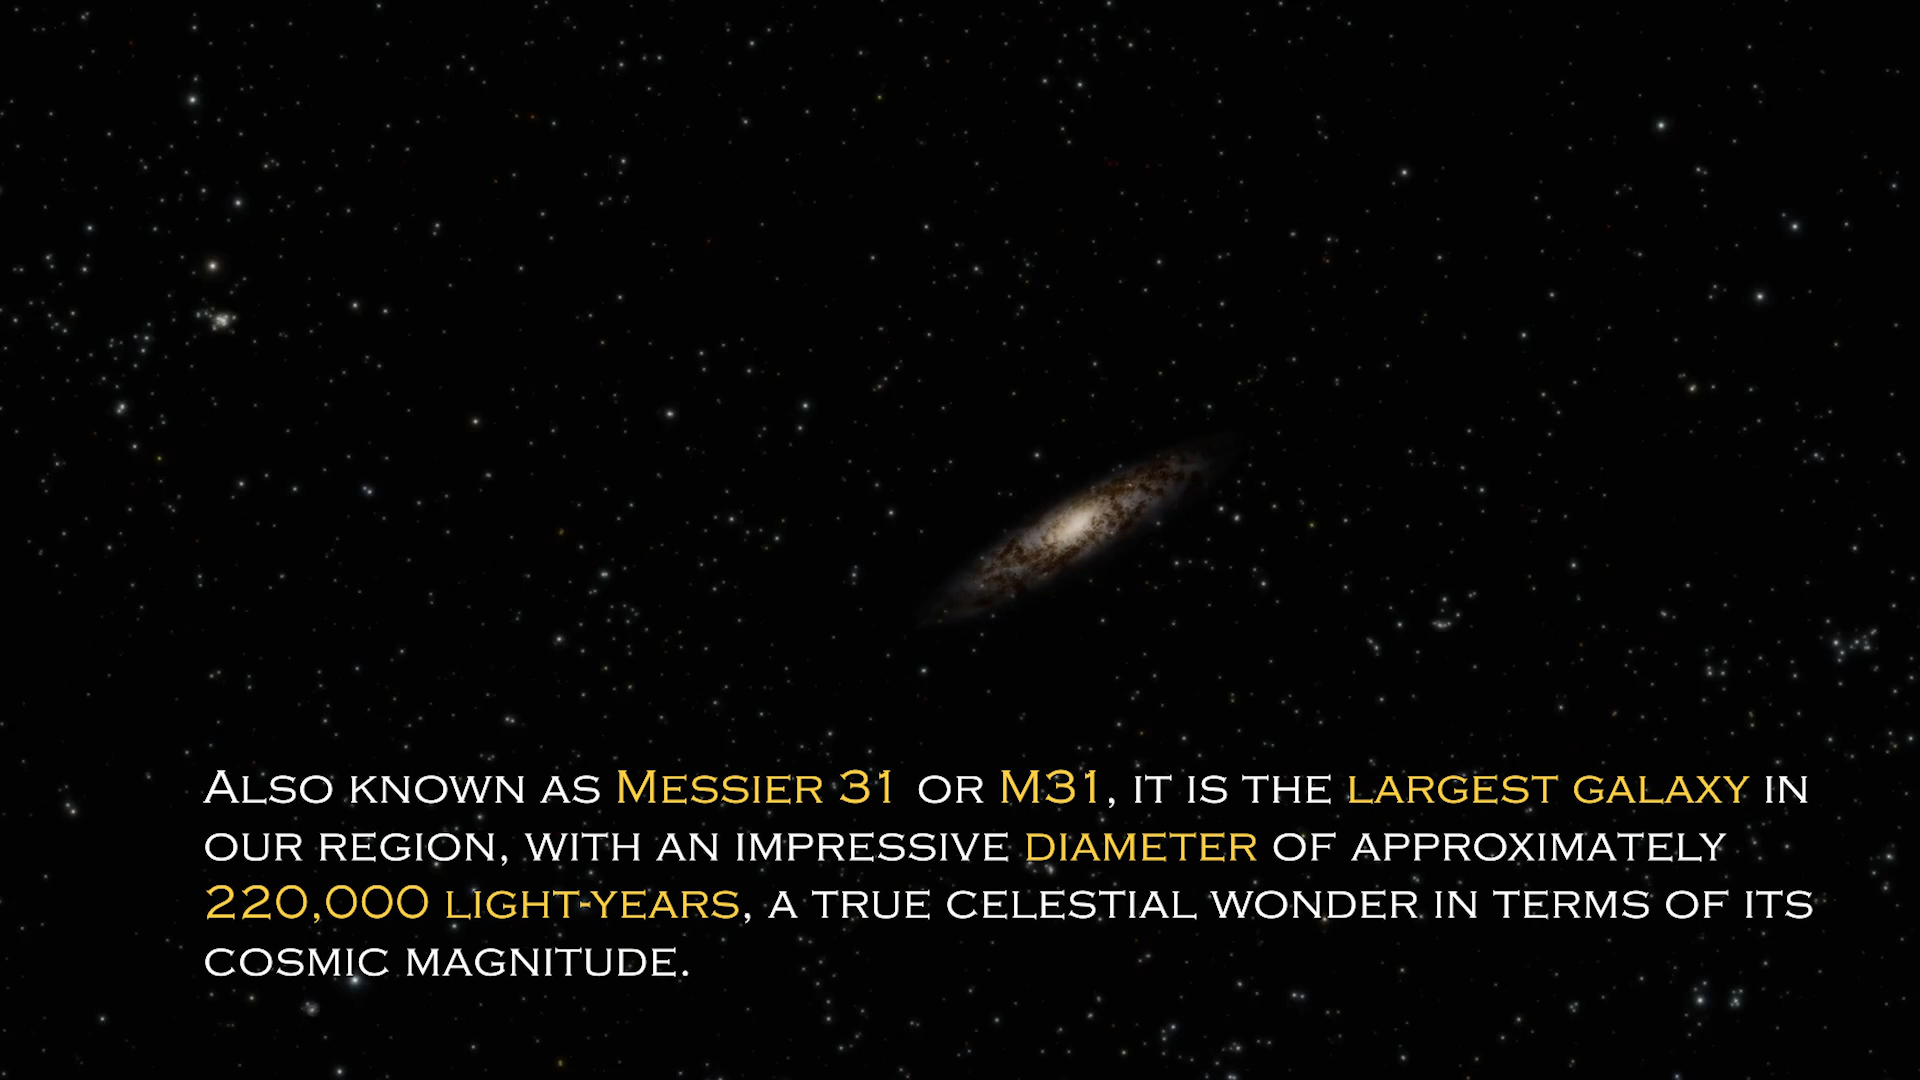 Also known as Messier 31 or M31, it is the largest galaxy in
our region, with an impressive diameter of approximately
220,000 light-years, a true celestial wonder in terms of its
cosmic magnitude.